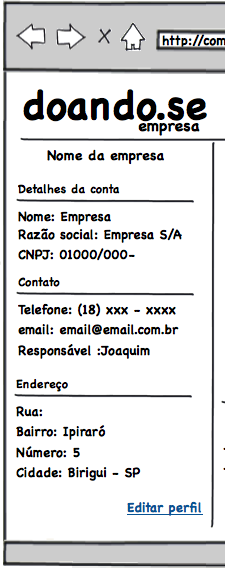 http://com
doando.se
empresa
Nome da empresa
Detalhes da conta
Nome: Empresa
Razão social: Empresa S/A
CNPJ: 01000/000-
Contato
Telefone: (18) xxx - xxxx
email: email@email.com.br
Responsável :Joaquim
Endereço
Rua:
Bairro: Ipiraró
Número: 5
Cidade: Birigui - SP
Editar perfil